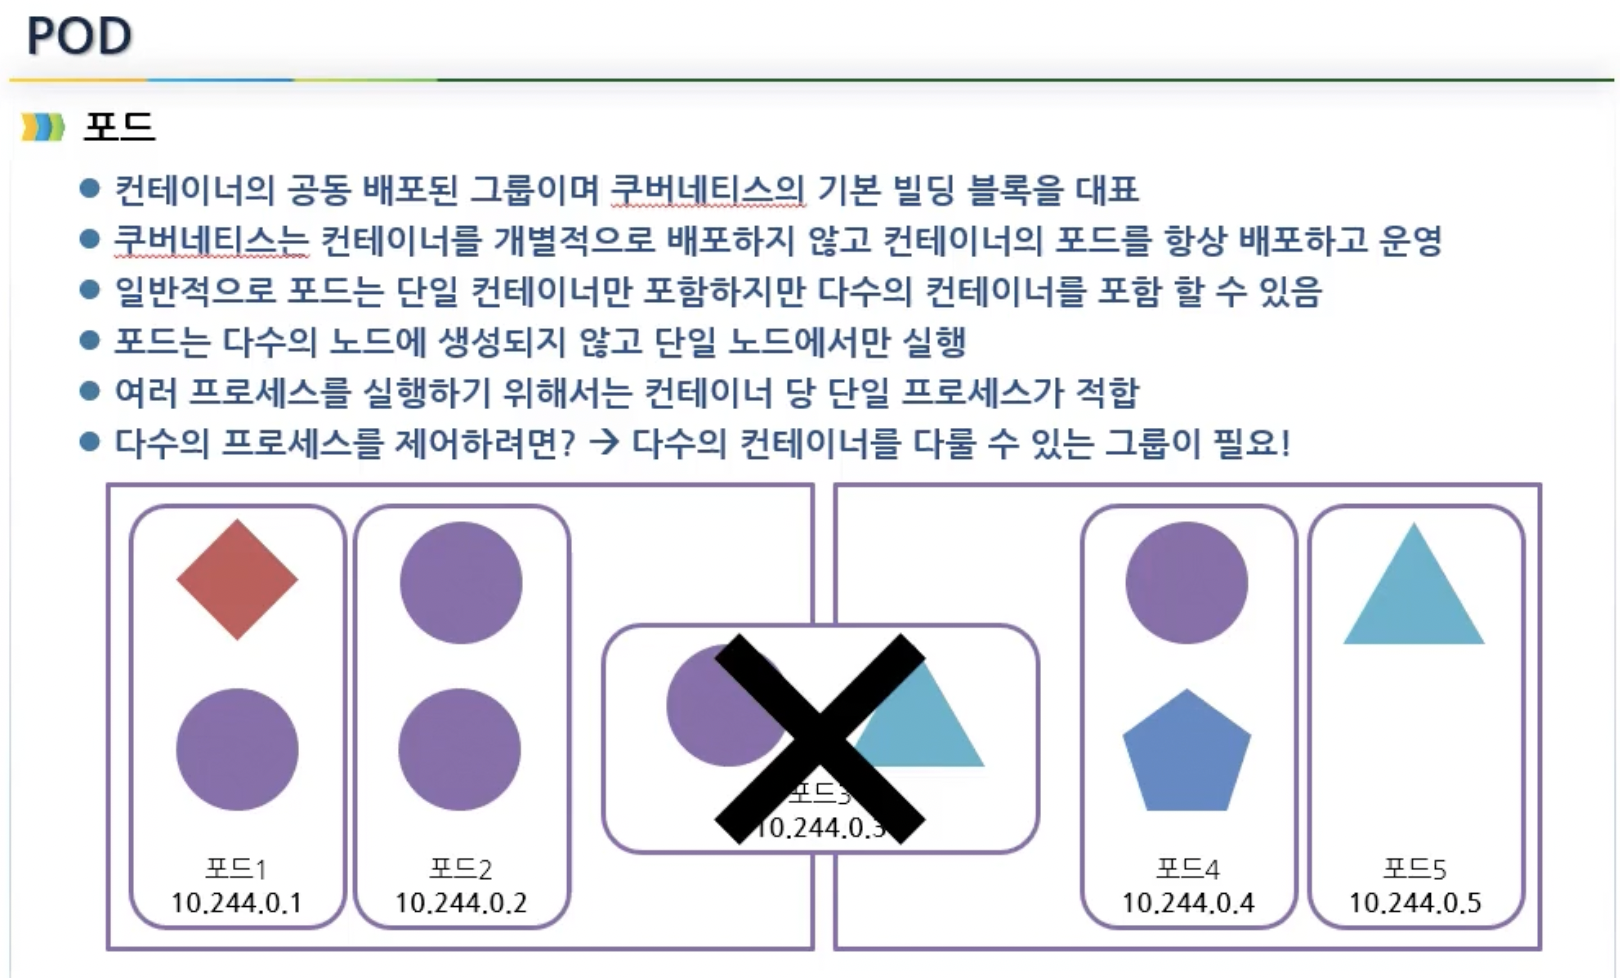 POD
포드
컨테이너의 공동 배포된 그룹이며 쿠버네티스의 기본 빌딩 블록을 대표
쿠버네티스는 컨테이너를 개별적으로 배포하지 않고 컨테이너의 포드를 항상 배포하고 운영
일반적으로 포드는 단일 컨테이너만 포함하지만 다수의 컨테이너를 포함 할 수 있음
포드는 다수의 노드에 생성되지 않고 단일 노드에서만 실행
여러 프로세스를 실행하기 위해서는 컨테이너 당 단일 프로세스가 적합
다수의 프로세스를 제어하려면? → 다수의 컨테이너를 다룰 수 있는 그룹이 필요!
포드1
10.244.0.1
포드2
10.244.0.2
포드3
10.244.0.3
포드4
10.244.0.4
포드5
10.244.0.5